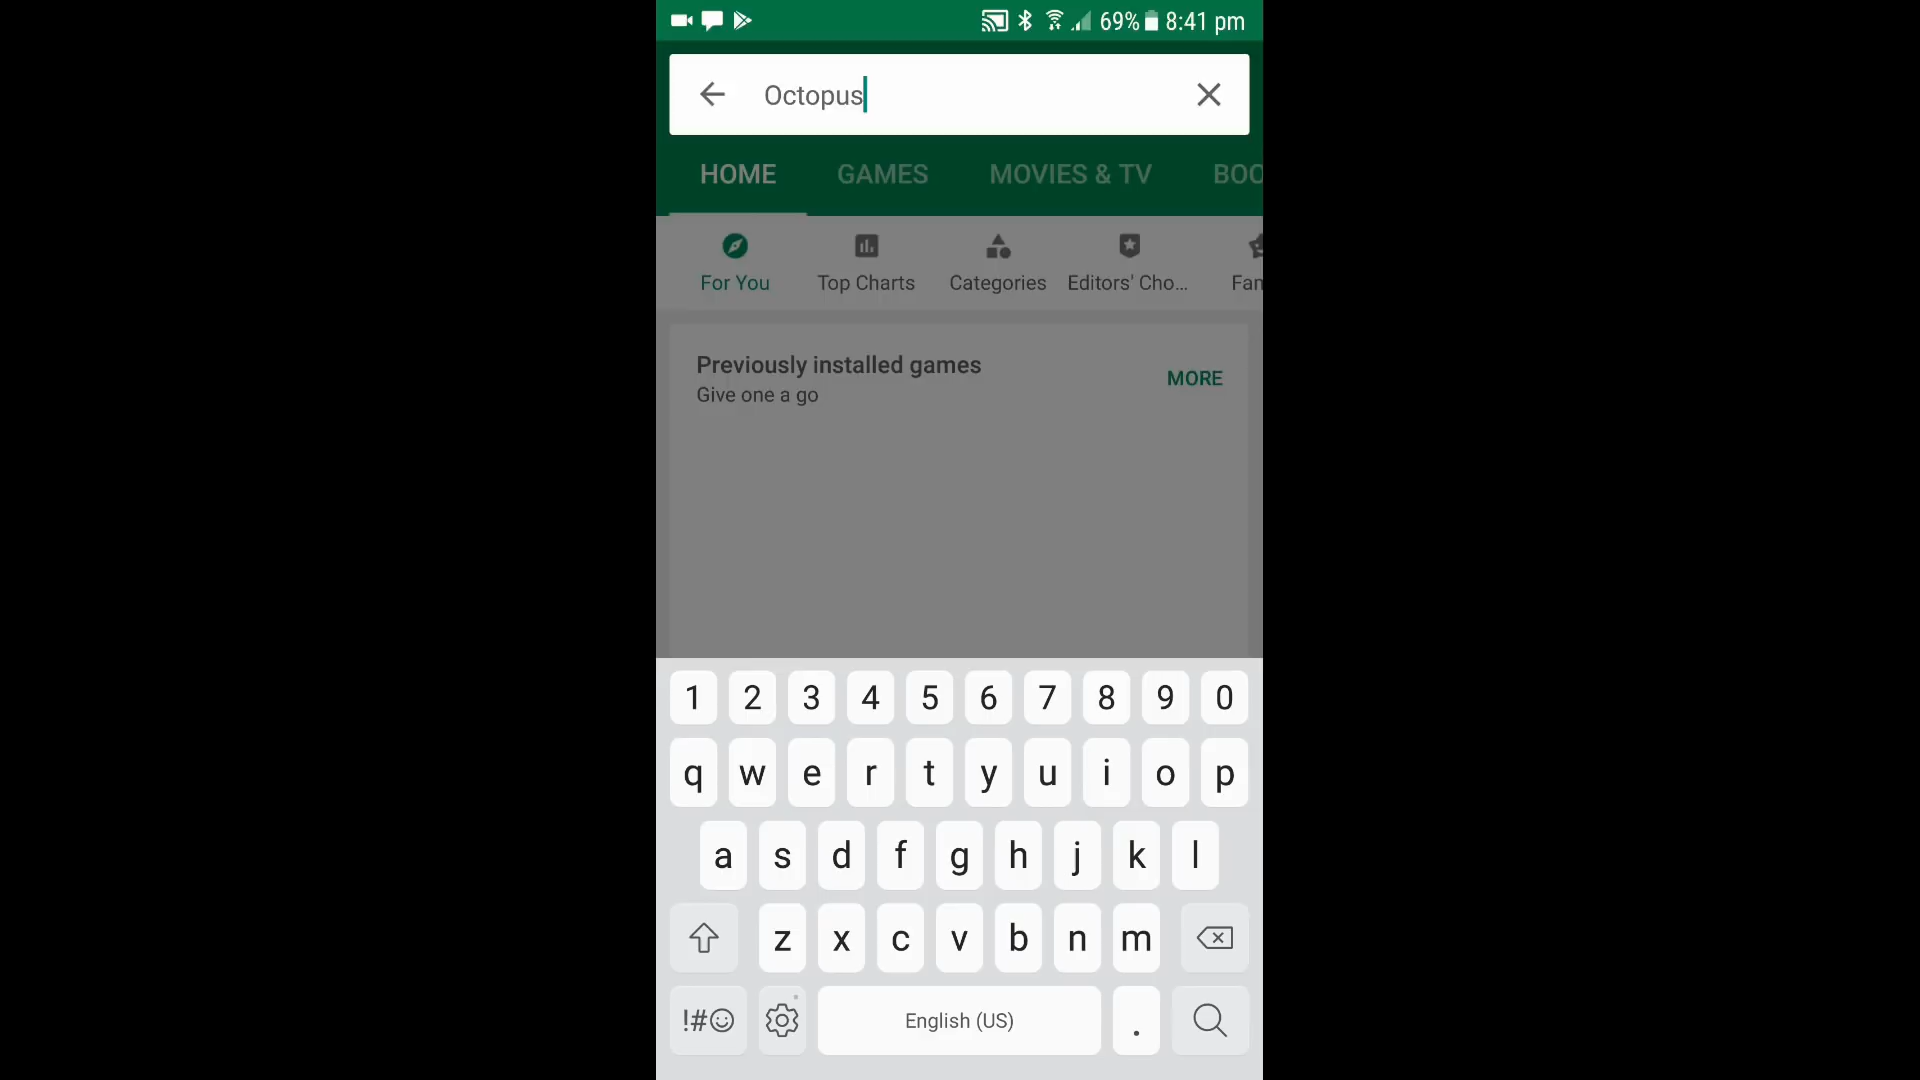 69% 8:41 pm
Octopus
HOME GAMES MOVIES & TV BOO
For You Top Charts Categories Editors' Cho... Fam
Previously installed games
MORE
Give one a go
1 2 3 4 5 6 7 8 9 0
q w e r t y u i o p
a s d f g h j k l
z x c v b n m
!#☺ English (US) .